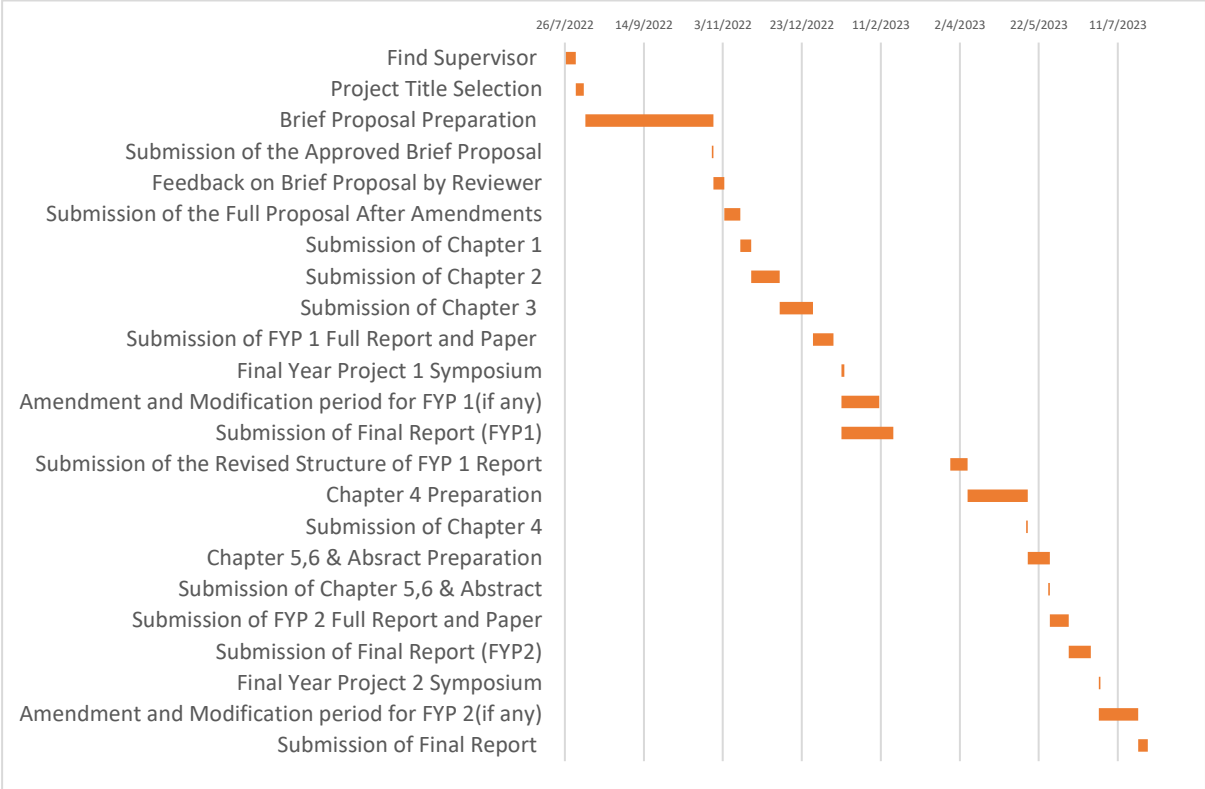 26/7/2022 14/9/2022 3/11/2022 23/12/2022 11/2/2023 2/4/2023 22/5/2023 11/7/2023
Find Supervisor
Project Title Selection
Brief Proposal Preparation
Submission of the Approved Brief Proposal
Feedback on Brief Proposal by Reviewer
Submission of the Full Proposal After Amendments
Submission of Chapter 1
Submission of Chapter 2
Submission of Chapter 3
Submission of FYP 1 Full Report and Paper
Final Year Project 1 Symposium
Amendment and Modification period for FYP 1(if any)
Submission of Final Report (FYP1)
Submission of the Revised Structure of FYP 1 Report
Chapter 4 Preparation
Submission of Chapter 4
Chapter 5,6 & Absract Preparation
Submission of Chapter 5,6 & Abstract
Submission of FYP 2 Full Report and Paper
Submission of Final Report (FYP2)
Final Year Project 2 Symposium
Amendment and Modification period for FYP 2(if any)
Submission of Final Report